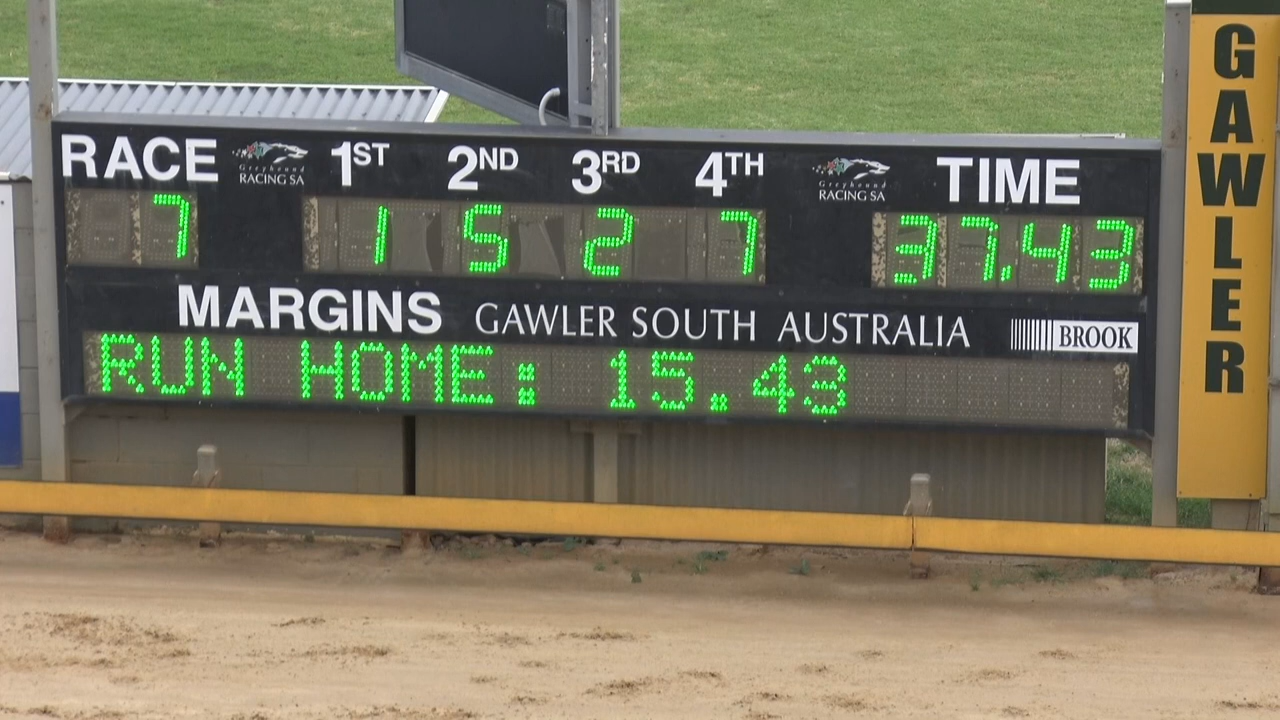 RACE 1ST 2ND 3RD 4TH TIME
Greyhound RACING SA
Greyhound RACING SA
7 1 5 2 7 37.43
MARGINS GAWLER SOUTH AUSTRALIA BROOK
RUN HOME: 15.43
GAWLER